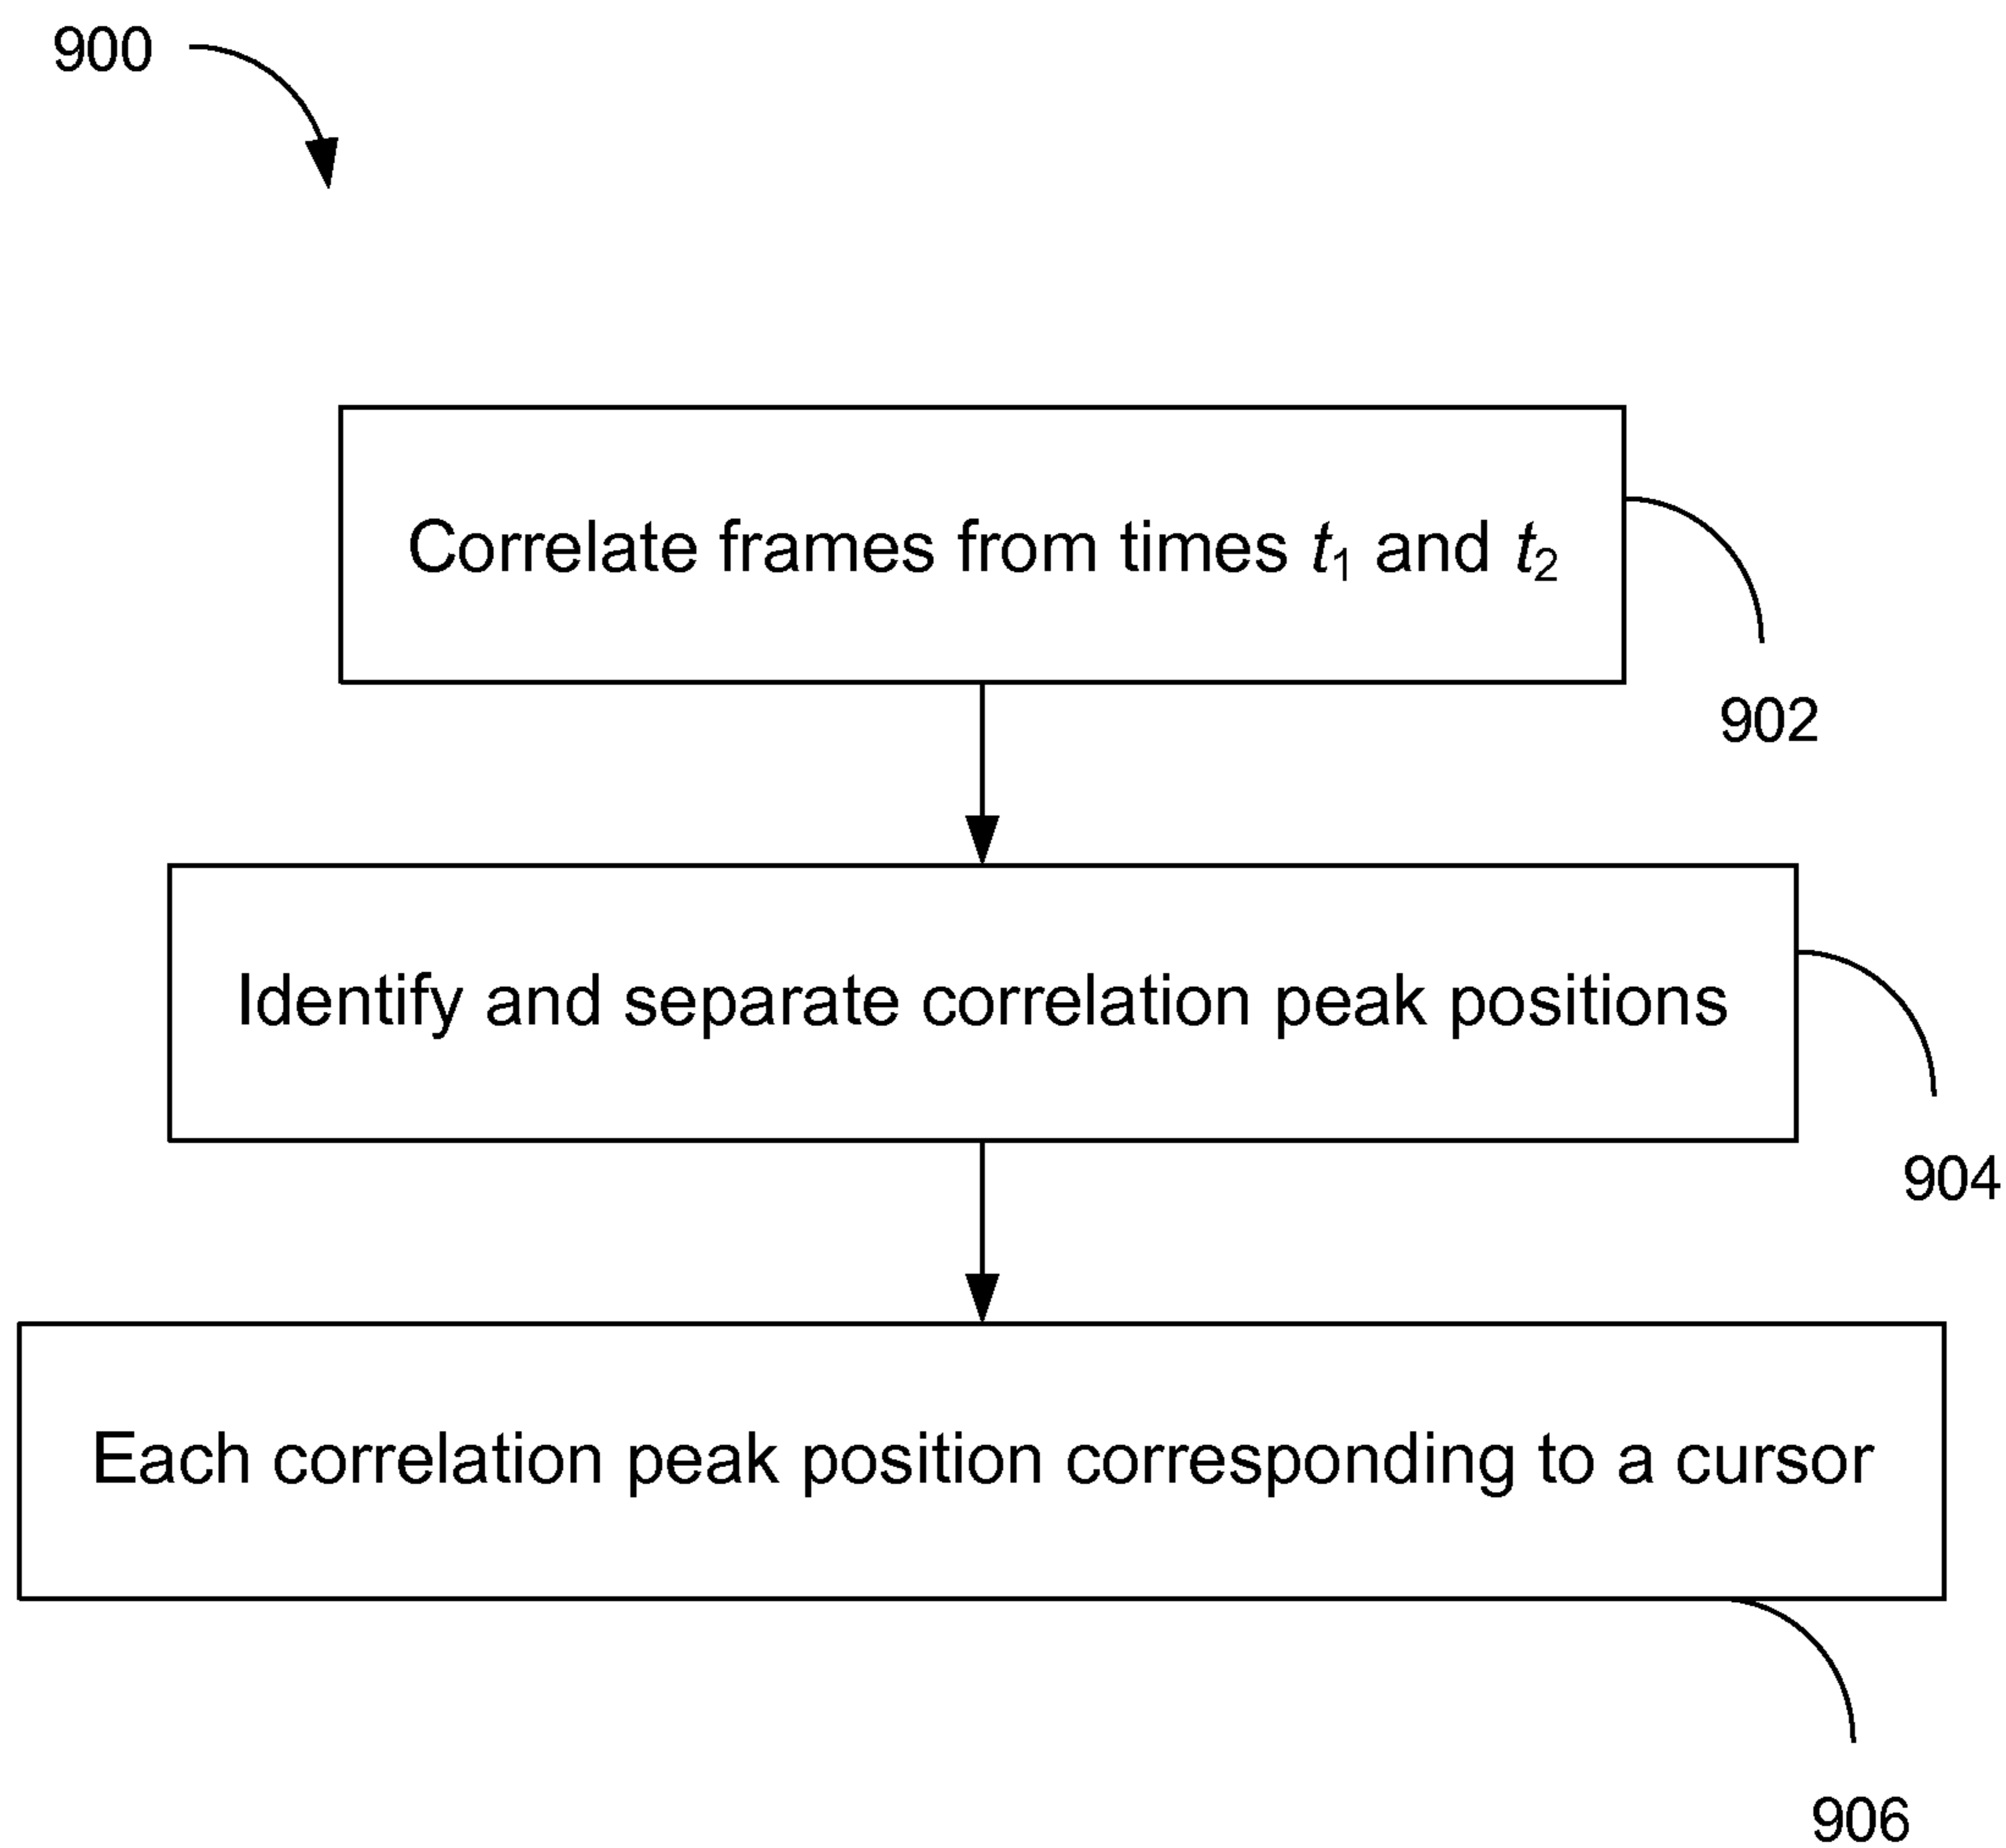 900
Correlate frames from times t₁ and t₂
902
Identify and separate correlation peak positions
904
Each correlation peak position corresponding to a cursor
906